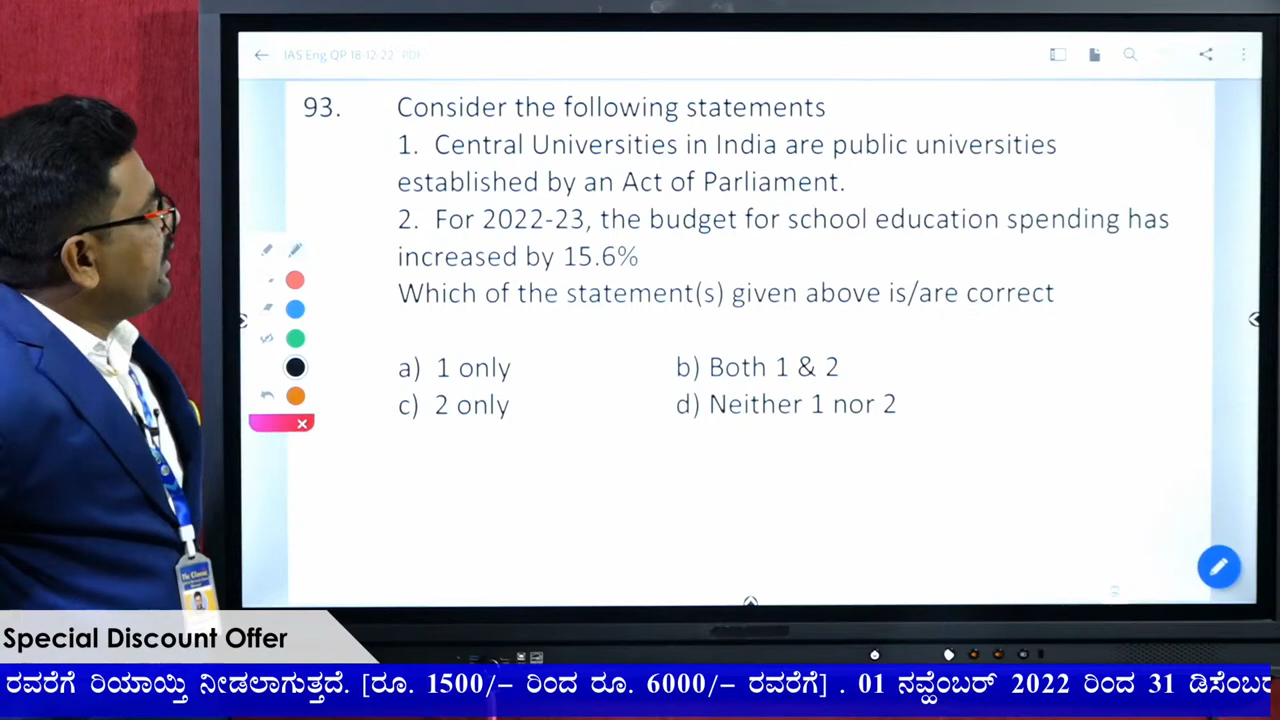 IAS Eng QP 18-12-22 PDF
93. Consider the following statements
1. Central Universities in India are public universities
established by an Act of Parliament.
2. For 2022-23, the budget for school education spending has
increased by 15.6%
Which of the statement(s) given above is/are correct
a) 1 only b) Both 1 & 2
c) 2 only d) Neither 1 nor 2
The Classic
Special Discount Offer
ರವರೆಗೆ ರಿಯಾಯ್ತಿ ನೀಡಲಾಗುತ್ತದೆ. [ರೂ. 1500/– ರಿಂದ ರೂ. 6000/– ರವರೆಗೆ] . 01 ನವ್ಹೆಂಬರ್ 2022 ರಿಂದ 31 ಡಿಸೆಂಬರ